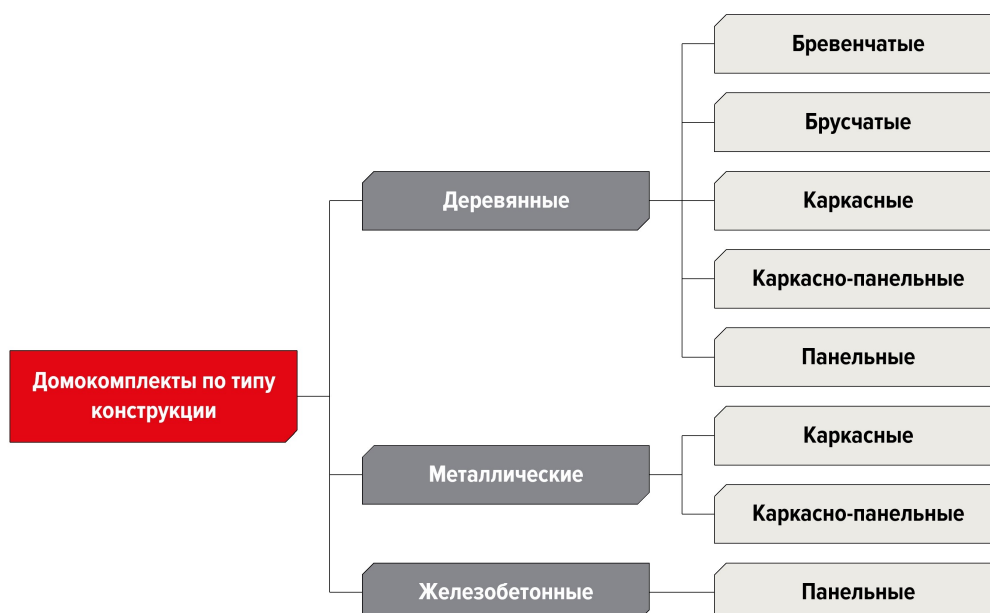 Домокомплекты по типу
конструкции
Деревянные
Бревенчатые
Брусчатые
Каркасные
Каркасно-панельные
Панельные
Металлические
Каркасные
Каркасно-панельные
Железобетонные
Панельные